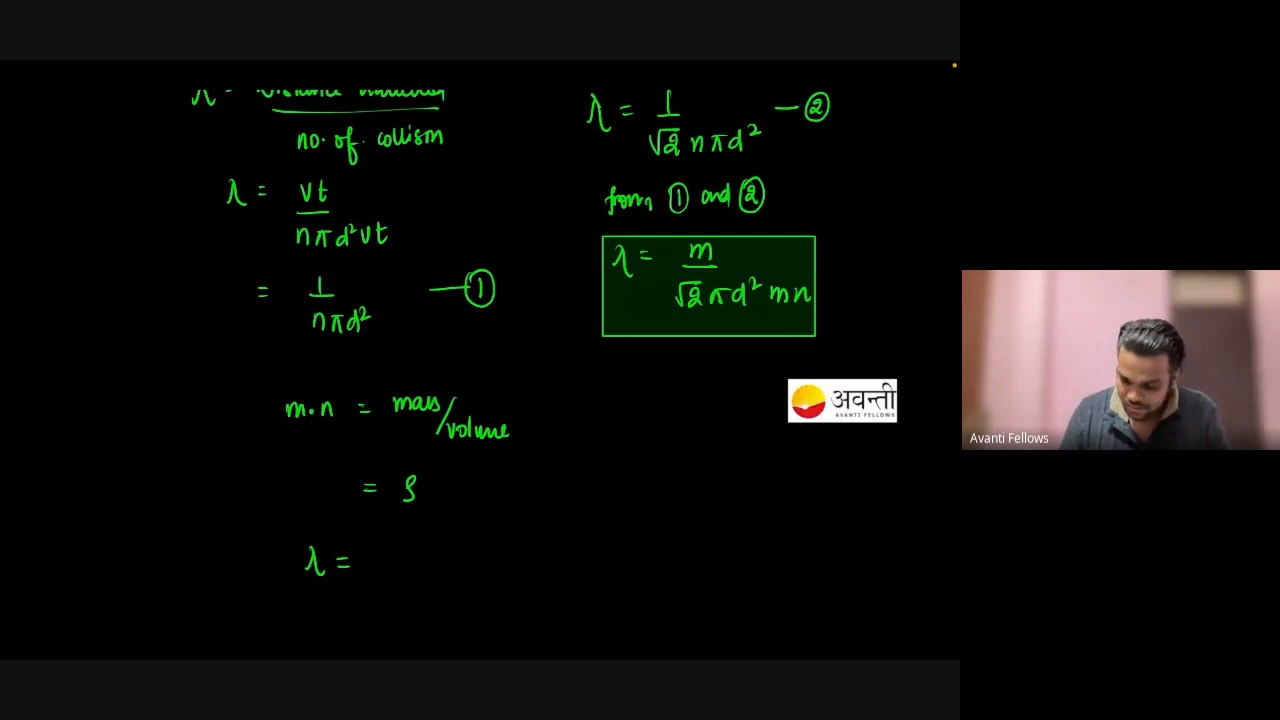 no. of. collism
λ = vt
nπd²vt
= 1
nπd²
— ①
m.n = mass/volume
= ρ
λ =
λ = 1 — ②
√2 nπd²
from ① and ②
λ = m
√2 πd² mn
अवन्ती
AVANTI FELLOWS
Avanti Fellows